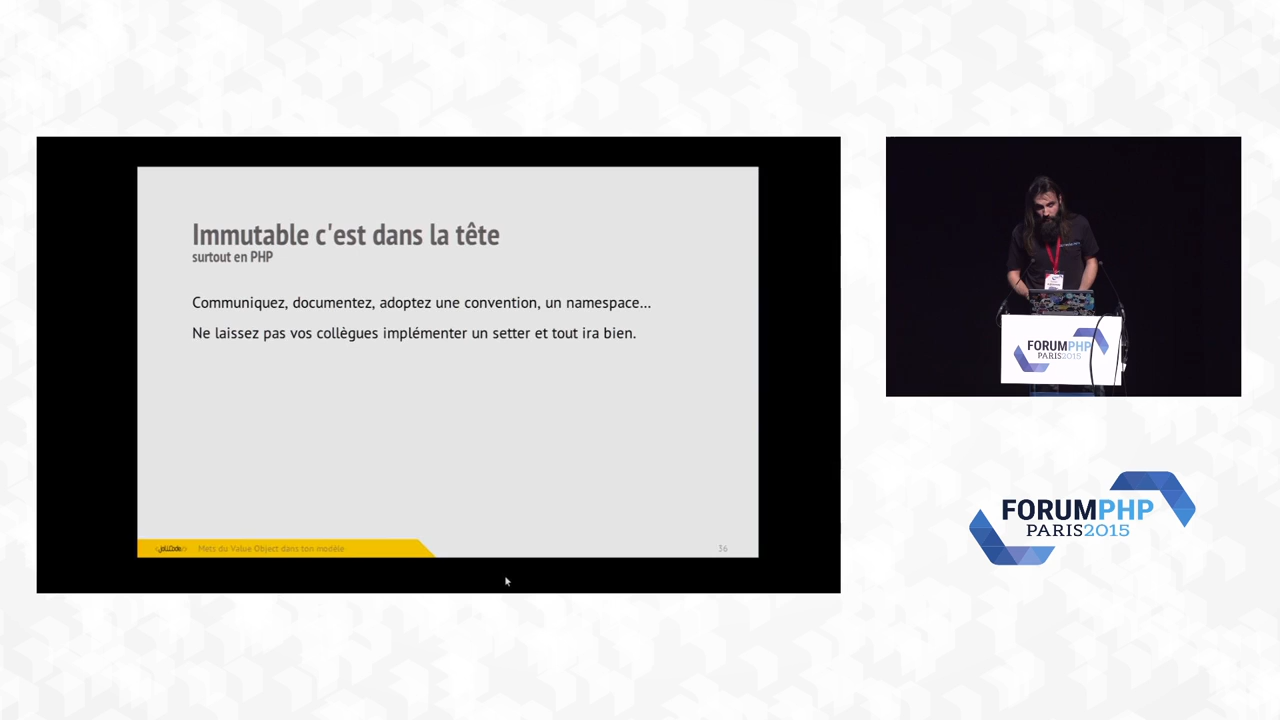 Immutable c'est dans la tête
surtout en PHP
Communiquez, documentez, adoptez une convention, un namespace...
Ne laissez pas vos collègues implémenter un setter et tout ira bien.
JoliCode
Mets du Value Object dans ton modèle
36
FORUMPHP
PARIS2015
FORUMPHP
PARIS2015